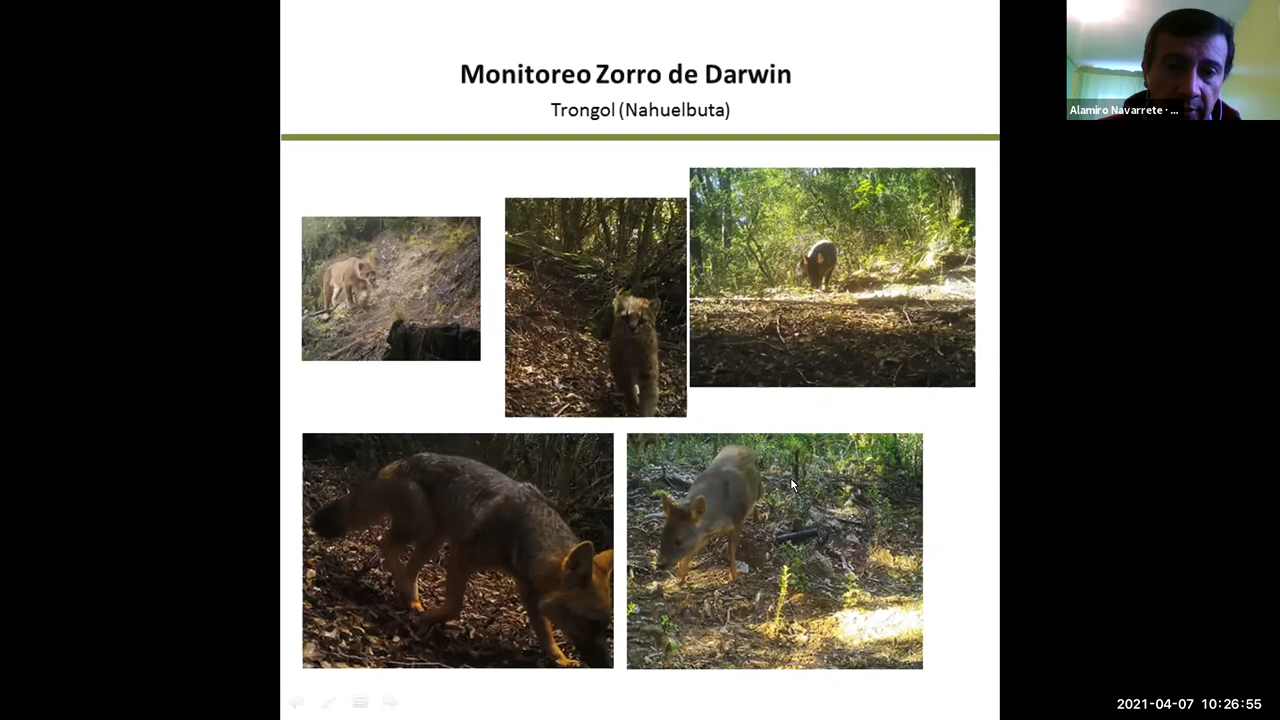 Monitoreo Zorro de Darwin
Trongol (Nahuelbuta)
Alamiro Navarrete · ...
2021-04-07 10:26:55